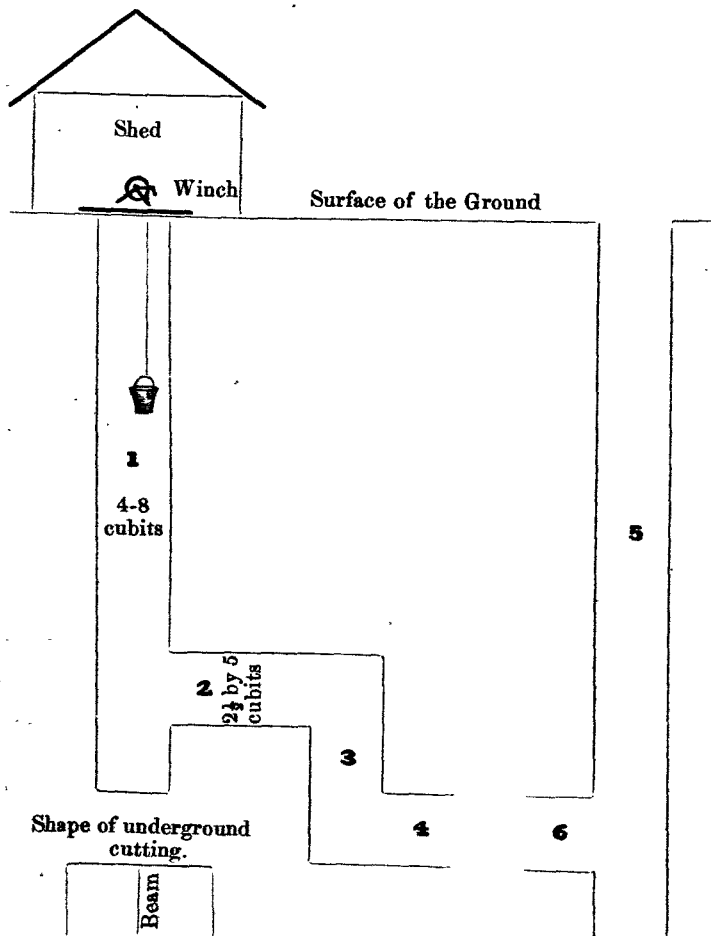 Shed
Winch
Surface of the Ground
1
4-8
cubits
5
2
2½ by 5
cubits
3
4
6
Shape of underground
cutting.
Beam